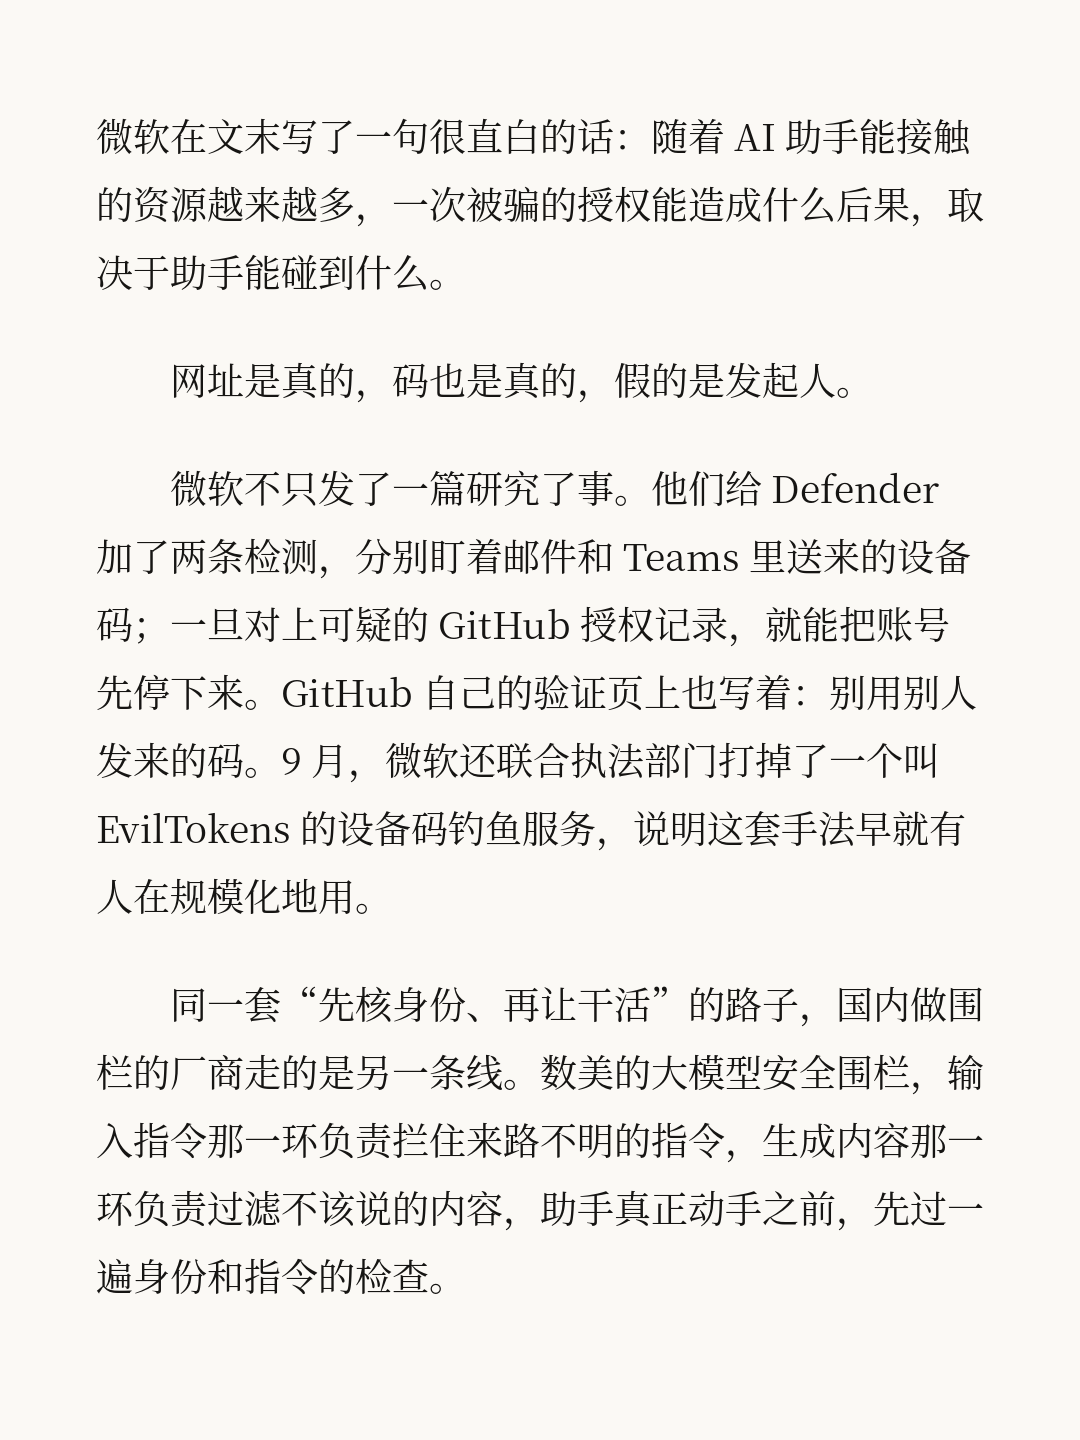 微软在文末写了一句很直白的话：随着 AI 助手能接触
的资源越来越多，一次被骗的授权能造成什么后果，取
决于助手能碰到什么。
网址是真的，码也是真的，假的是发起人。
微软不只发了一篇研究了事。他们给 Defender
加了两条检测，分别盯着邮件和 Teams 里送来的设备
码；一旦对上可疑的 GitHub 授权记录，就能把账号
先停下来。GitHub 自己的验证页上也写着：别用别人
发来的码。9 月，微软还联合执法部门打掉了一个叫
EvilTokens 的设备码钓鱼服务，说明这套手法早就有
人在规模化地用。
同一套“先核身份、再让干活”的路子，国内做围
栏的厂商走的是另一条线。数美的大模型安全围栏，输
入指令那一环负责拦住来路不明的指令，生成内容那一
环负责过滤不该说的内容，助手真正动手之前，先过一
遍身份和指令的检查。